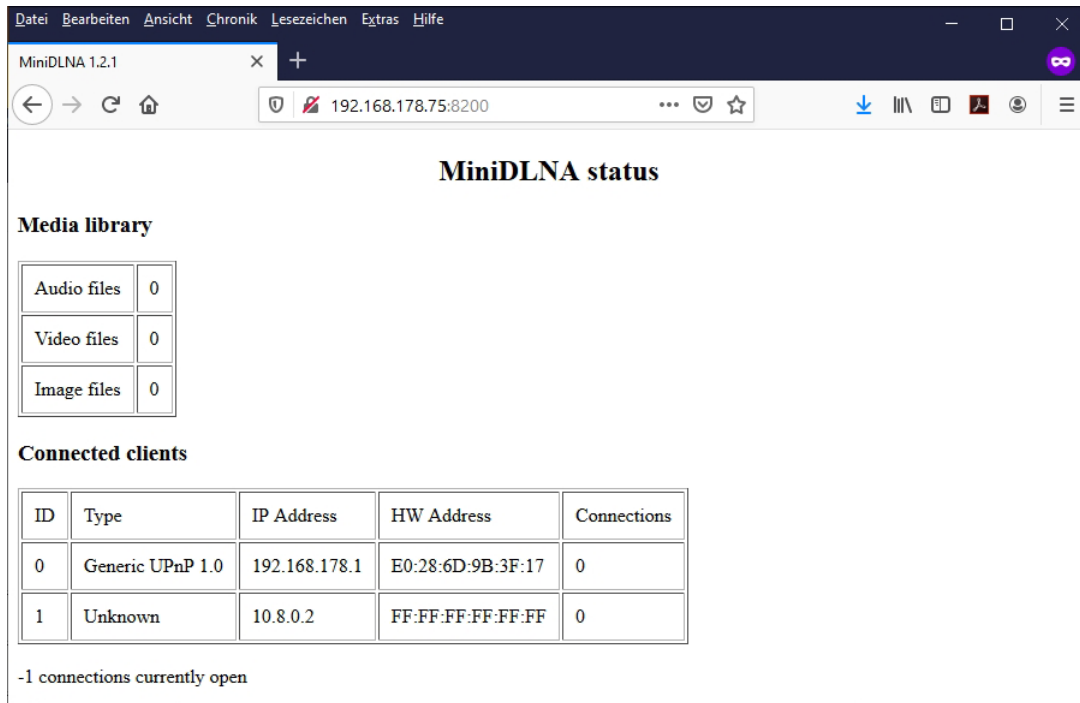 Datei Bearbeiten Ansicht Chronik Lesezeichen Extras Hilfe
MiniDLNA 1.2.1
192.168.178.75:8200
MiniDLNA status
Media library
Audio files 0
Video files 0
Image files 0
Connected clients
ID Type IP Address HW Address Connections
0 Generic UPnP 1.0 192.168.178.1 E0:28:6D:9B:3F:17 0
1 Unknown 10.8.0.2 FF:FF:FF:FF:FF:FF 0
-1 connections currently open